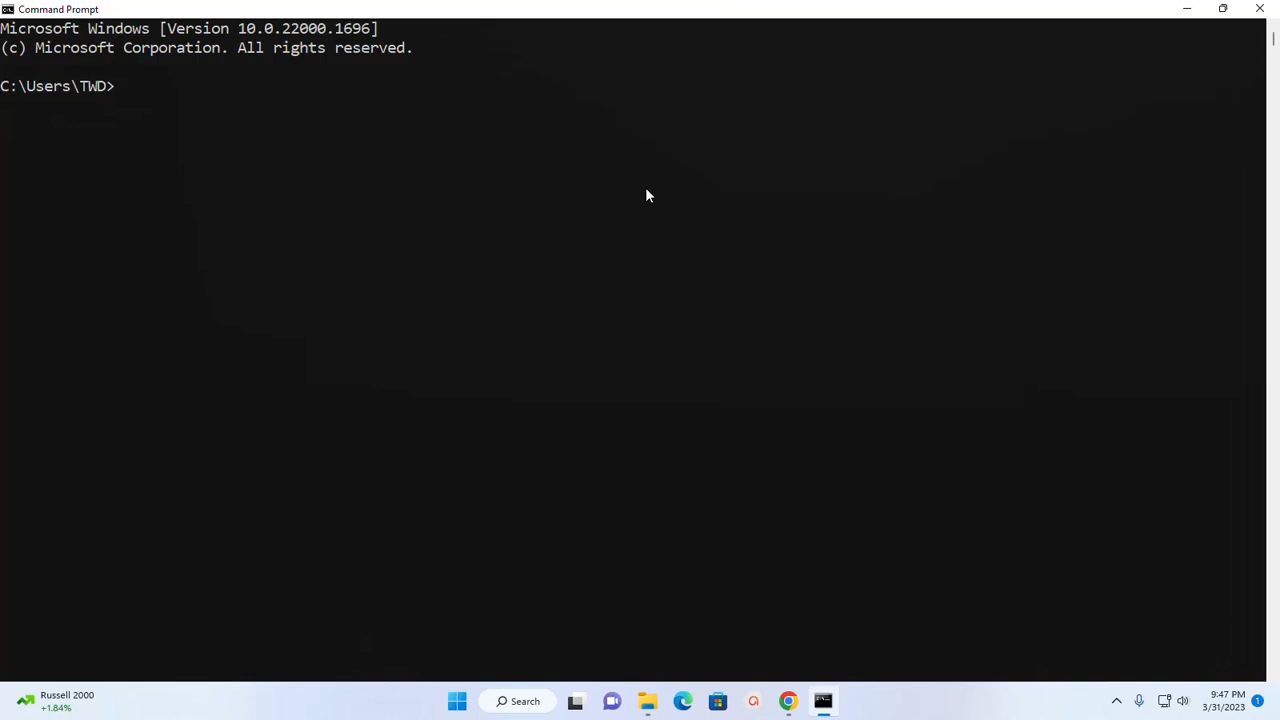 Command Prompt
Microsoft Windows [Version 10.0.22000.1696]
(c) Microsoft Corporation. All rights reserved.
C:\Users\TWD>
Russell 2000
+1.84%
Search
9:47 PM
3/31/2023
1